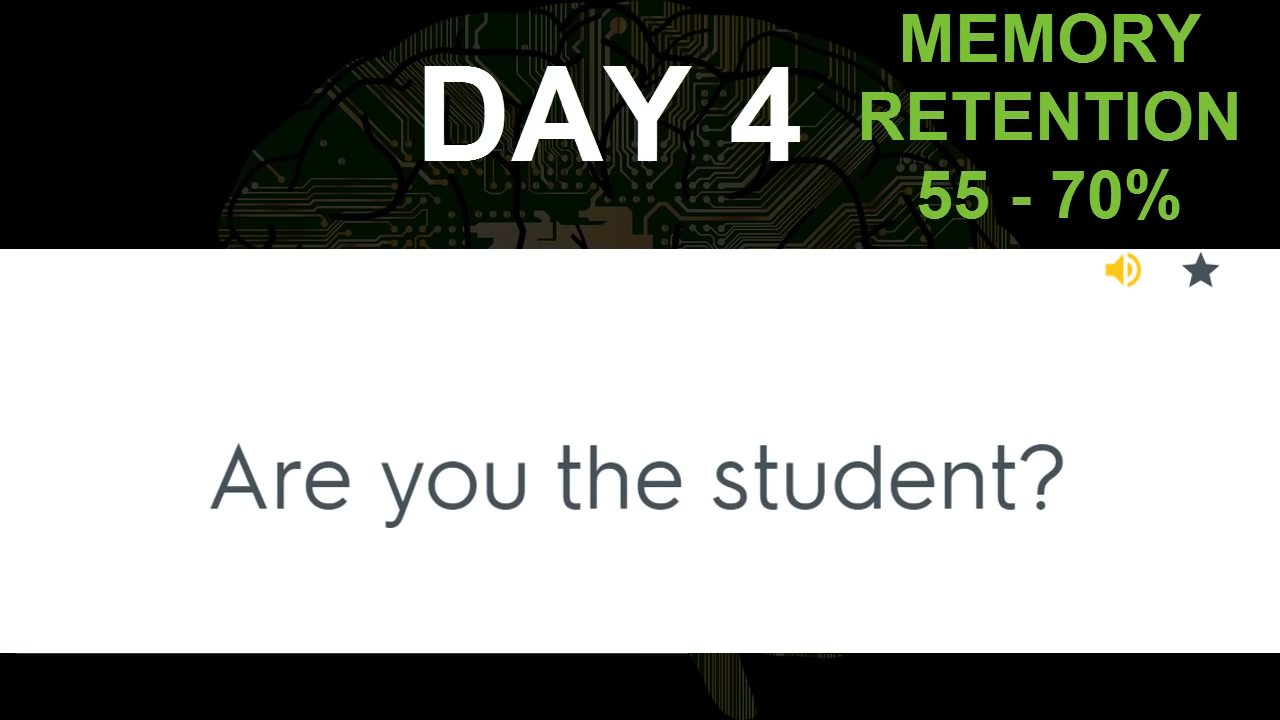 DAY 4
MEMORY
RETENTION
55 - 70%
Are you the student?